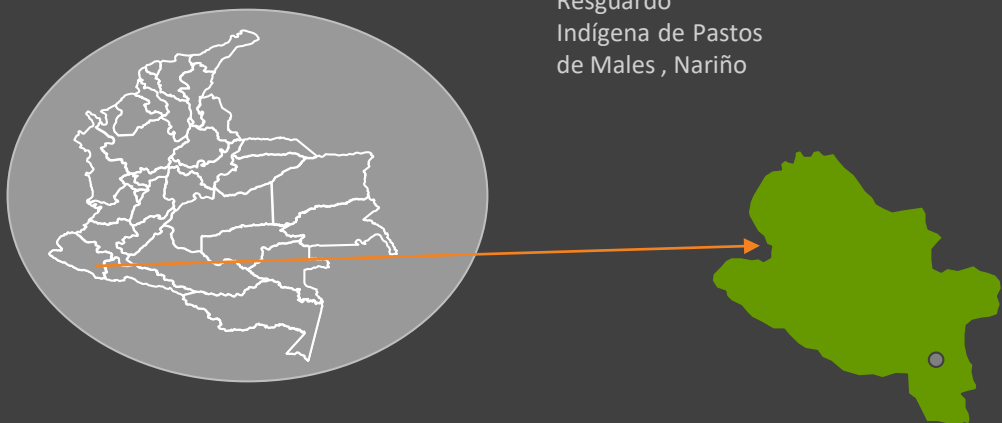 Resguardo
Indígena de Pastos
de Males , Nariño